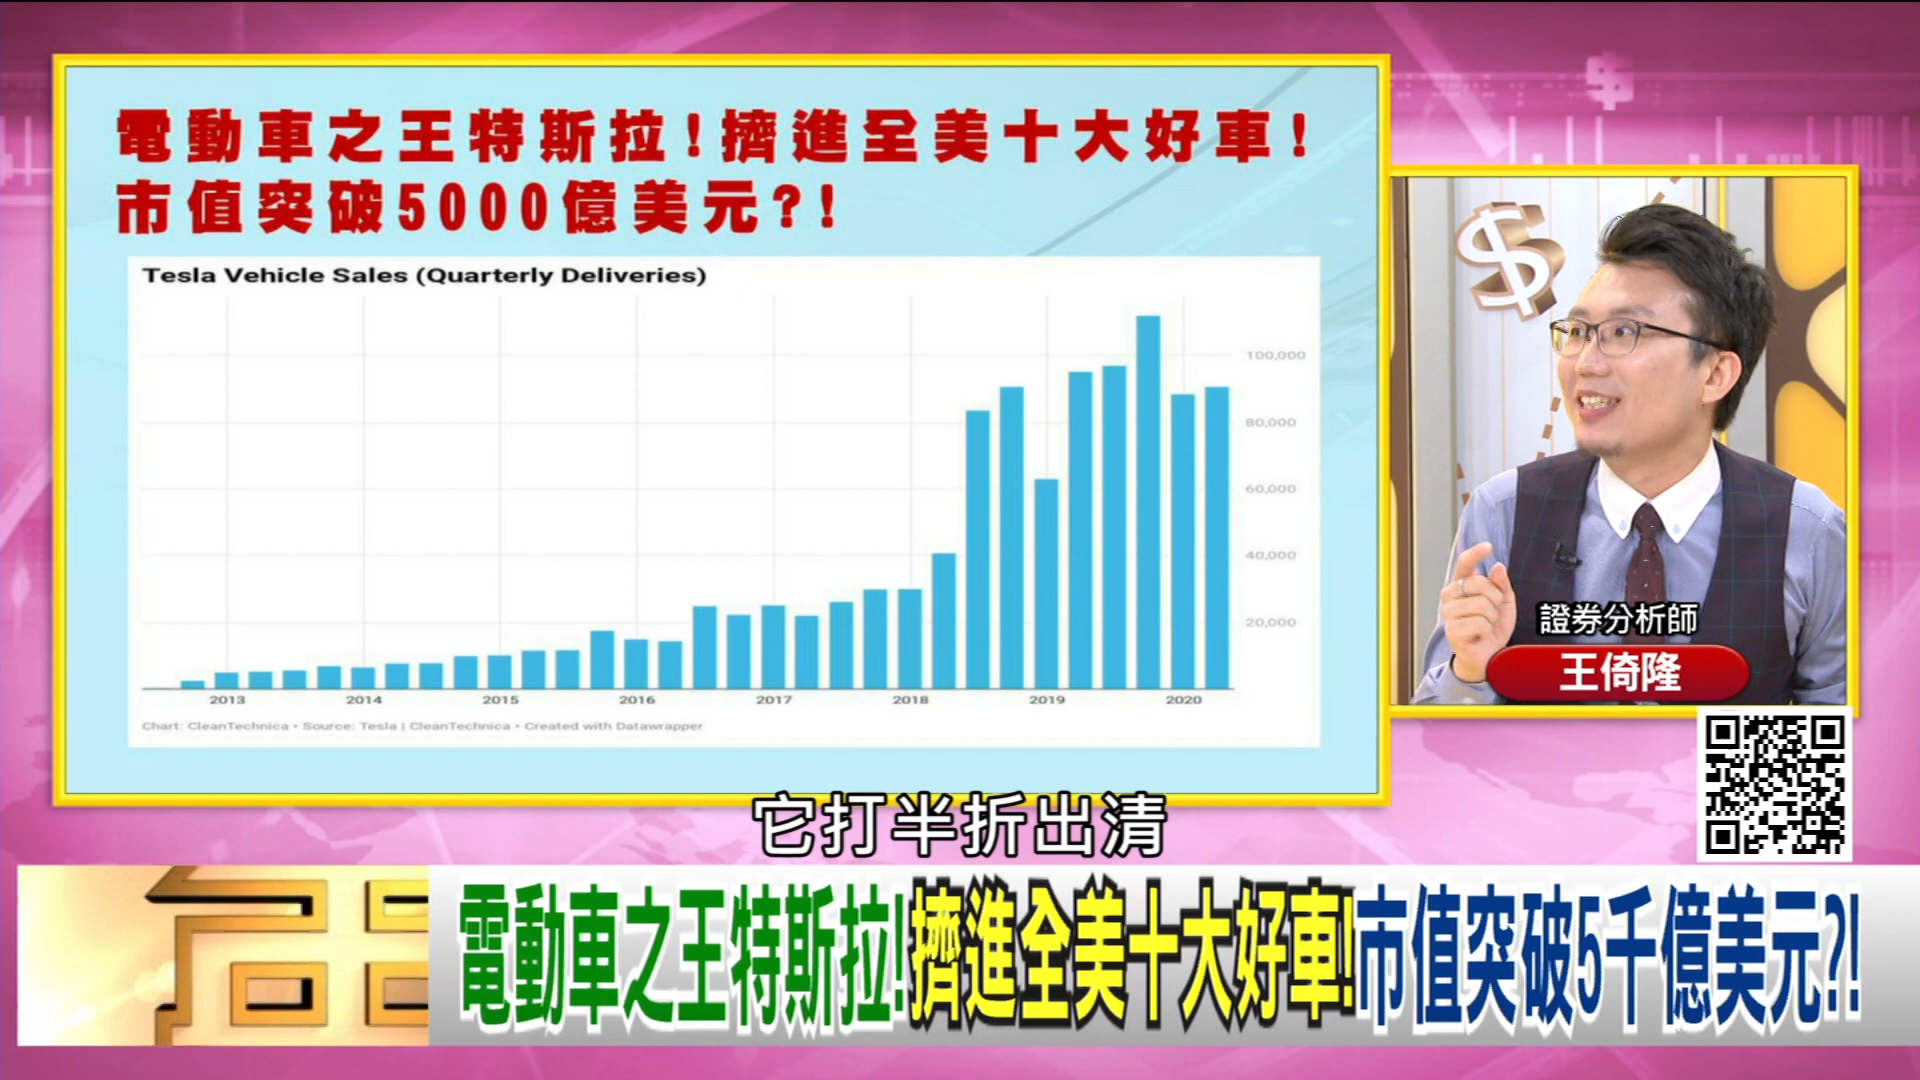 電動車之王特斯拉！擠進全美十大好車！
市值突破5000億美元？！
Tesla Vehicle Sales (Quarterly Deliveries)
100,000
80,000
60,000
40,000
20,000
2013 2014 2015 2016 2017 2018 2019 2020
Chart: CleanTechnica • Source: Tesla | CleanTechnica • Created with Datawrapper
證券分析師
王倚隆
它打半折出清
電動車之王特斯拉！擠進全美十大好車！市值突破5千億美元？！